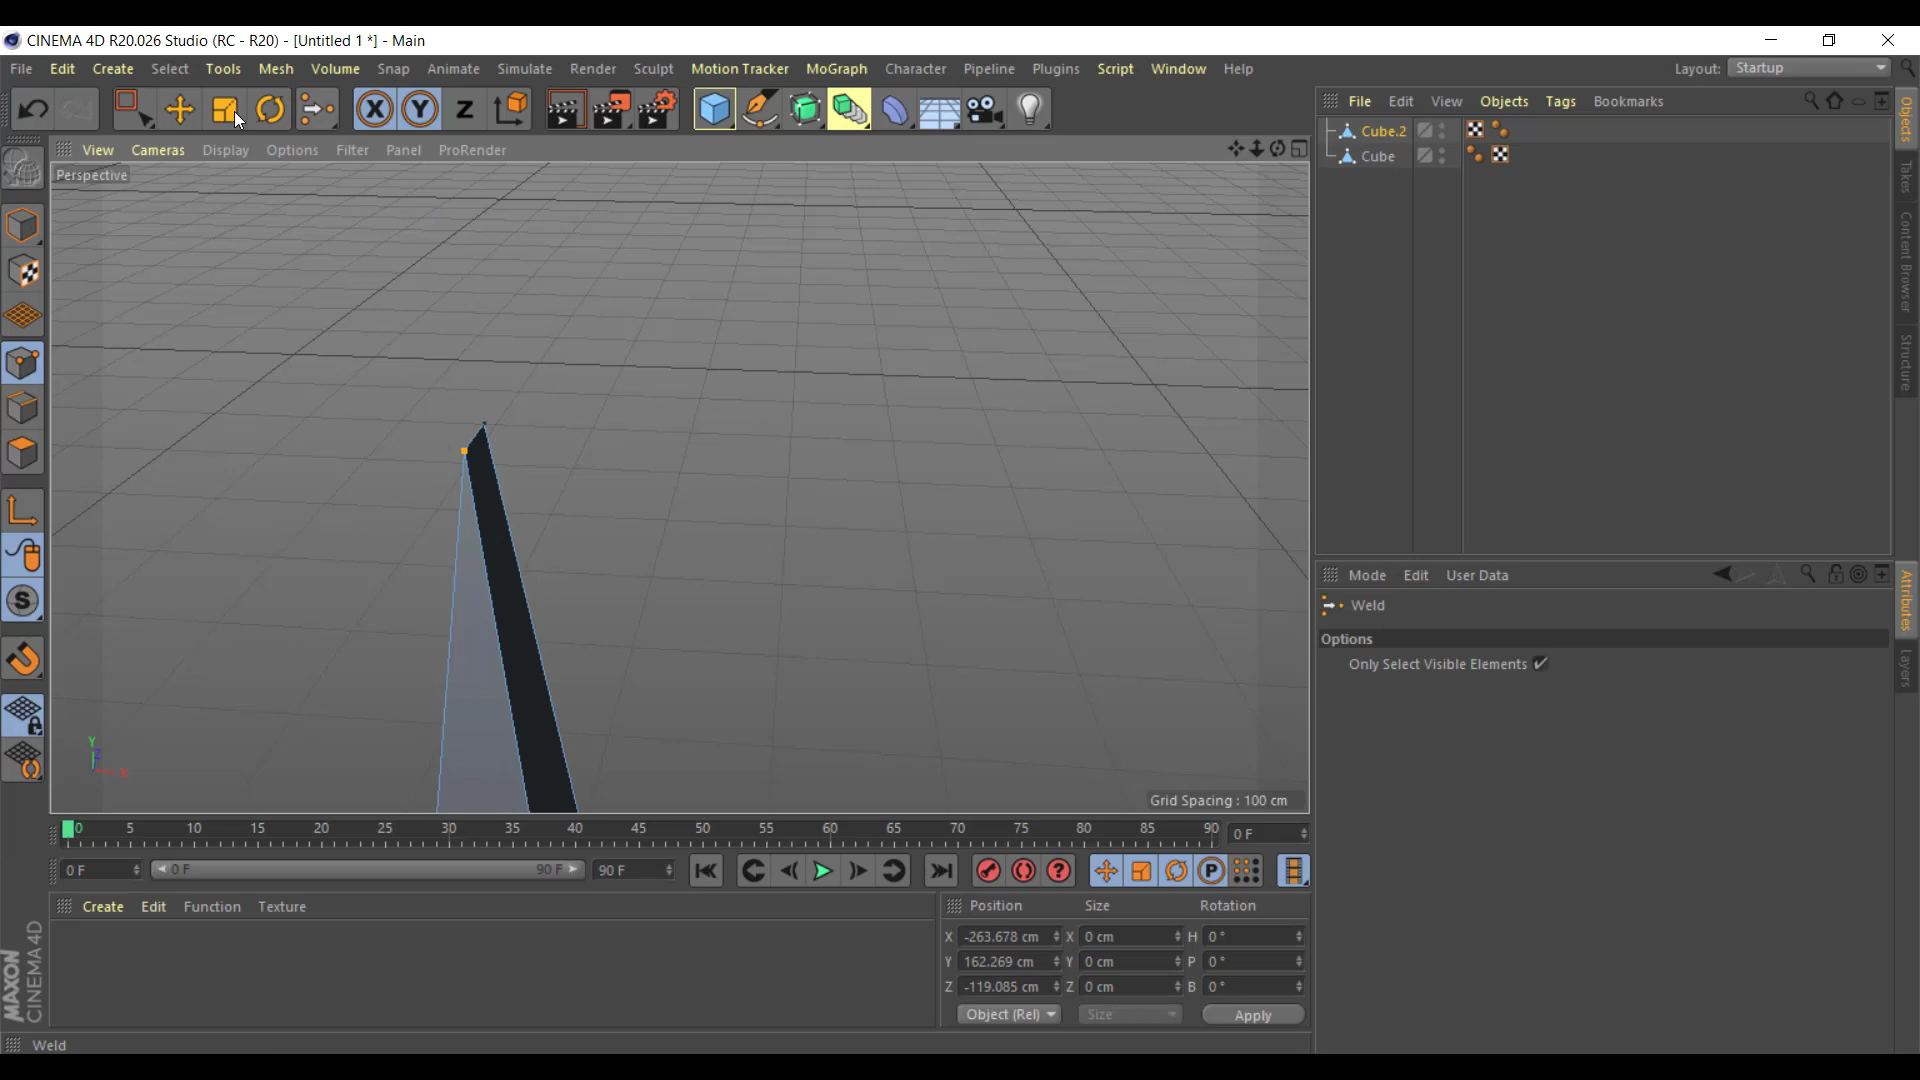 CINEMA 4D R20.026 Studio (RC - R20) - [Untitled 1 *] - Main
File Edit Create Select Tools Mesh Volume Snap Animate Simulate Render Sculpt Motion Tracker MoGraph Character Pipeline Plugins Script Window Help Layout: Startup
X Y Z
File Edit View Objects Tags Bookmarks
View Cameras Display Options Filter Panel ProRender
Perspective
Cube.2
Cube
Objects
Takes
Content Browser
Structure
Mode Edit User Data
Weld
Options
Only Select Visible Elements
Attributes
Layers
S
Y
Z
X
Grid Spacing : 100 cm
0 5 10 15 20 25 30 35 40 45 50 55 60 65 70 75 80 85 90 0 F
0 F 0 F 90 F 90 F ? P
Create Edit Function Texture
Position Size Rotation
X -263.678 cm X 0 cm H 0 °
Y 162.269 cm Y 0 cm P 0 °
Z -119.085 cm Z 0 cm B 0 °
Object (Rel) Size Apply
MAXON
CINEMA 4D
Weld